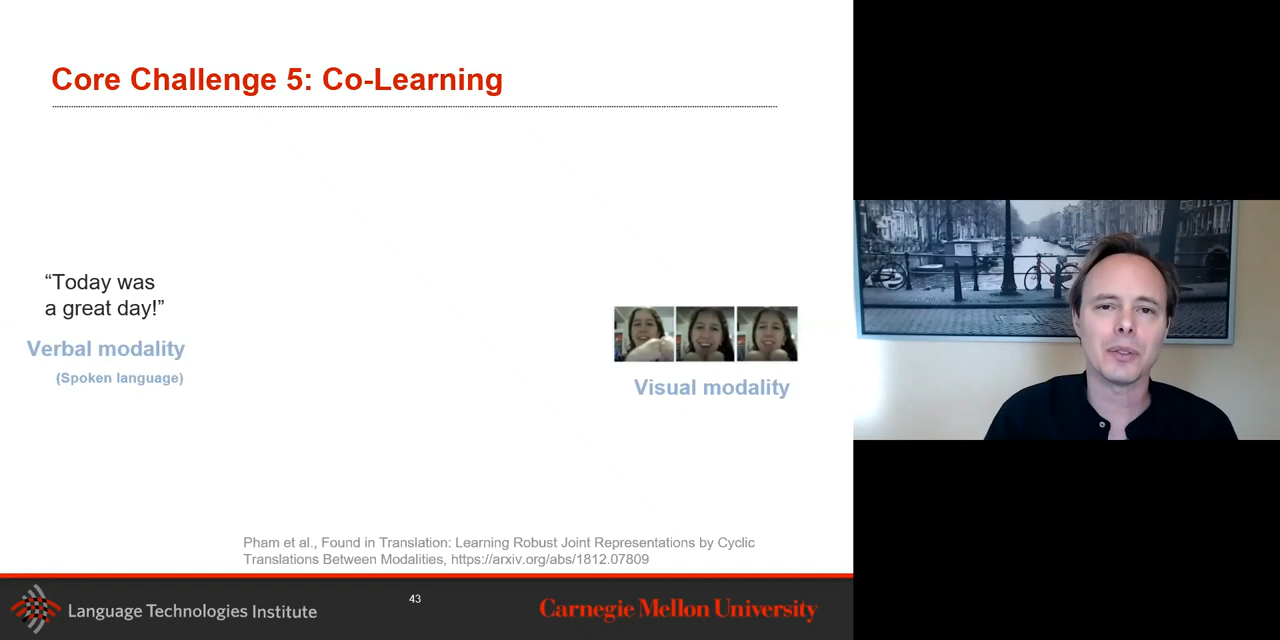 Core Challenge 5: Co-Learning
“Today was
a great day!”
Verbal modality
(Spoken language)
Visual modality
Pham et al., Found in Translation: Learning Robust Joint Representations by Cyclic
Translations Between Modalities, https://arxiv.org/abs/1812.07809
Language Technologies Institute
43
Carnegie Mellon University